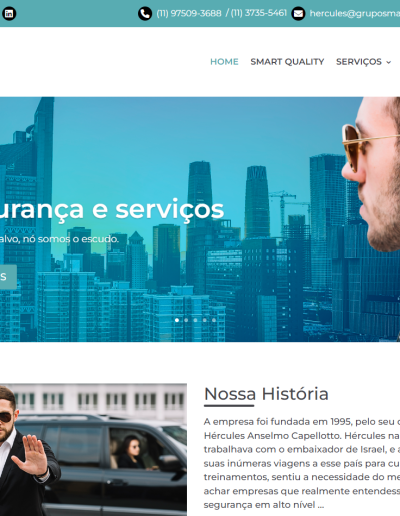 (11) 97509-3688 / (11) 3735-5461 hercules@gruposma
HOME SMART QUALITY SERVIÇOS
urança e serviços
alvo, nó somos o escudo.
S
Nossa História
A empresa foi fundada em 1995, pelo seu
Hércules Anselmo Capellotto. Hércules na
trabalhava com o embaixador de Israel, e
suas inúmeras viagens a esse país para cu
treinamentos, sentiu a necessidade do me
achar empresas que realmente entendess
segurança em alto nível ...